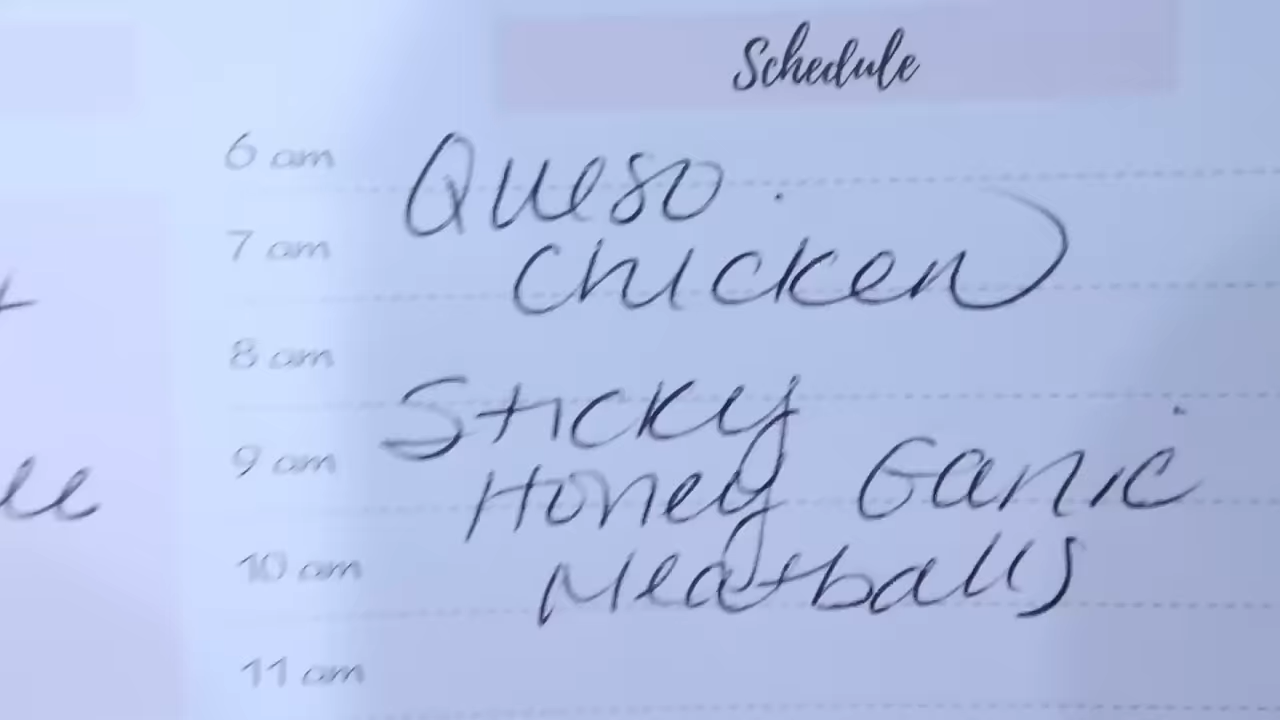 Schedule
6 am Queso.
7 am Chicken
8 am
Sticky
9 am Honey Garlic
10 am Meatballs
11 am